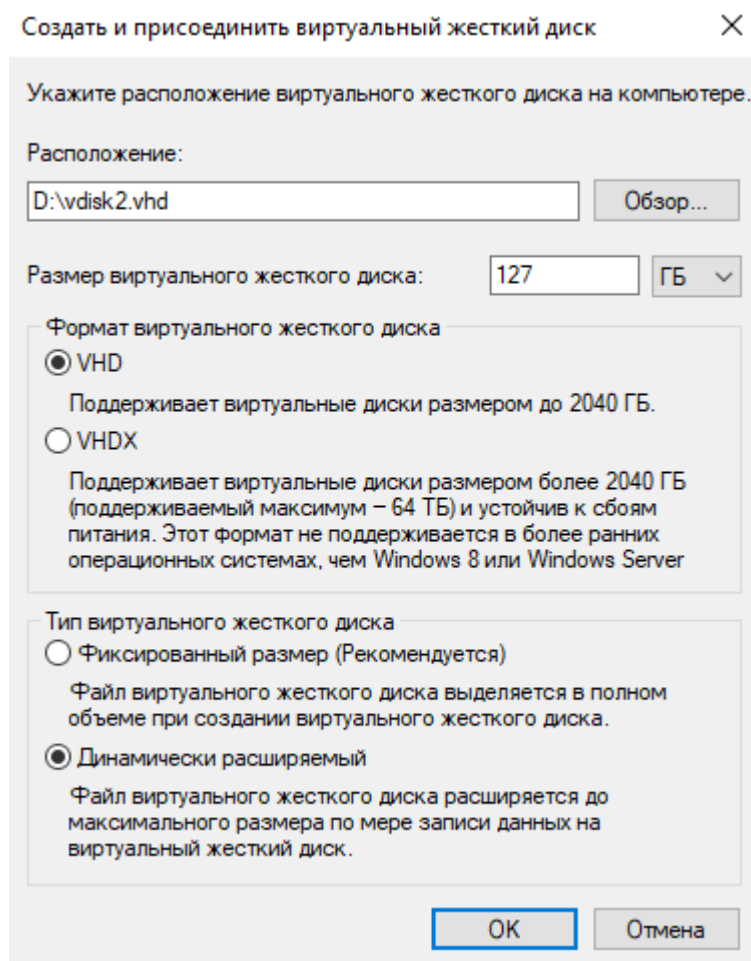 Создать и присоединить виртуальный жесткий диск
Укажите расположение виртуального жесткого диска на компьютере.
Расположение:
D:\vdisk2.vhd
Обзор...
Размер виртуального жесткого диска:
127
ГБ
Формат виртуального жесткого диска
VHD
Поддерживает виртуальные диски размером до 2040 ГБ.
VHDX
Поддерживает виртуальные диски размером более 2040 ГБ
(поддерживаемый максимум – 64 ТБ) и устойчив к сбоям
питания. Этот формат не поддерживается в более ранних
операционных системах, чем Windows 8 или Windows Server
Тип виртуального жесткого диска
Фиксированный размер (Рекомендуется)
Файл виртуального жесткого диска выделяется в полном
объеме при создании виртуального жесткого диска.
Динамически расширяемый
Файл виртуального жесткого диска расширяется до
максимального размера по мере записи данных на
виртуальный жесткий диск.
OK
Отмена